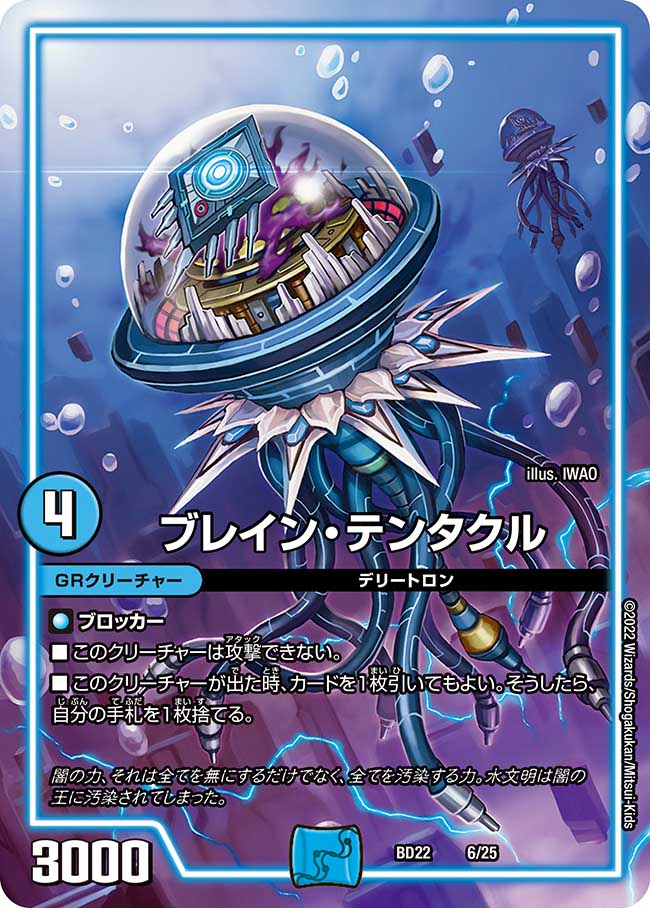 illus. IWAO
4
ブレイン・テンタクル
GRクリーチャー
デリートロン
ブロッカー
■このクリーチャーは攻撃できない。
■このクリーチャーが出た時、カードを1枚引いてもよい。そうしたら、
自分の手札を1枚捨てる。
闇の力、それは全てを無にするだけでなく、全てを汚染する力。水文明は闇の
王に汚染されてしまった。
3000
BD22 6/25
©2022 Wizards/Shogakukan/Mitsui-Kids